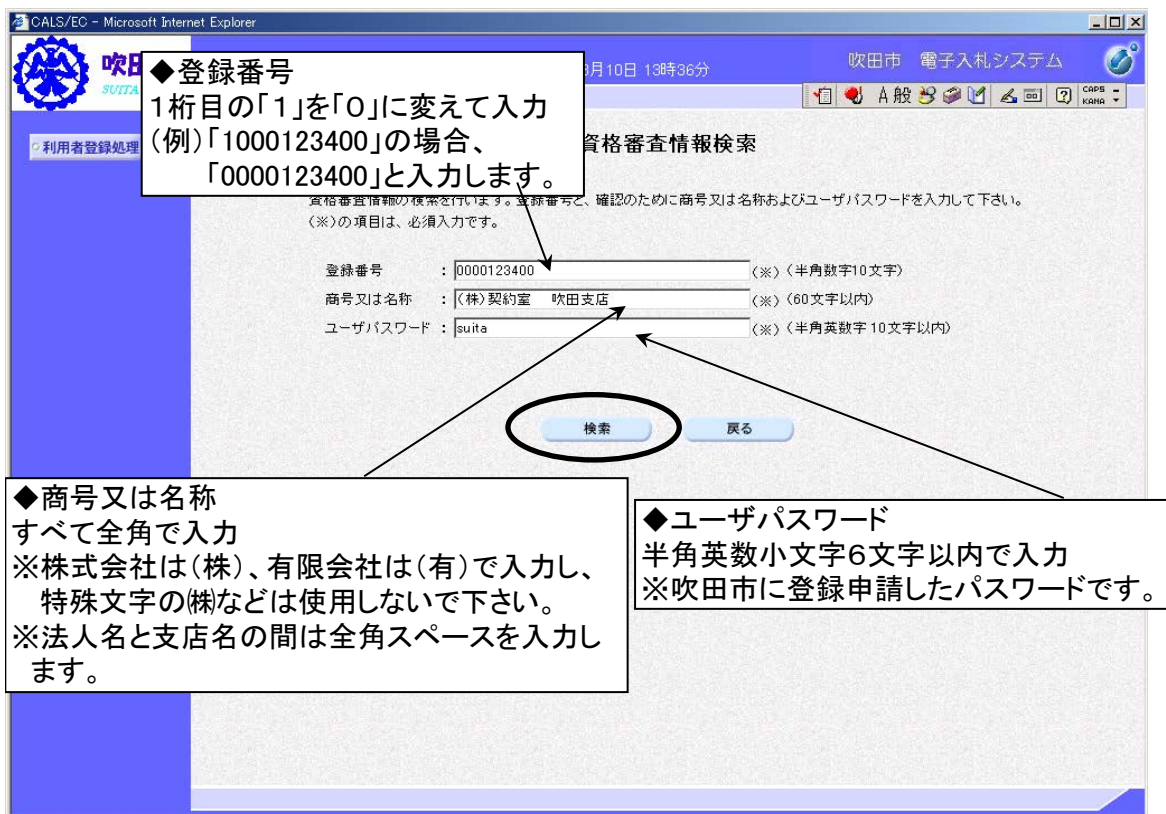 CALS/EC - Microsoft Internet Explorer
吹田市 電子入札システム
SUITA
月10日 13時36分
◆登録番号
1桁目の「1」を「0」に変えて入力
(例)「1000123400」の場合、
「0000123400」と入力します。
A 般
CAPS
KANA
利用者登録処理
資格審査情報検索
資格審査情報の検索を行います。登録番号と、確認のために商号又は名称およびユーザパスワードを入力して下さい。
(※)の項目は、必須入力です。
登録番号 : 0000123400 (※) (半角数字10文字)
商号又は名称 : (株)契約室 吹田支店 (※) (60文字以内)
ユーザパスワード : suita (※) (半角英数字10文字以内)
検索 戻る
◆商号又は名称
すべて全角で入力
※株式会社は(株)、有限会社は(有)で入力し、
特殊文字の㈱などは使用しないで下さい。
※法人名と支店名の間は全角スペースを入力し
ます。
◆ユーザパスワード
半角英数小文字6文字以内で入力
※吹田市に登録申請したパスワードです。